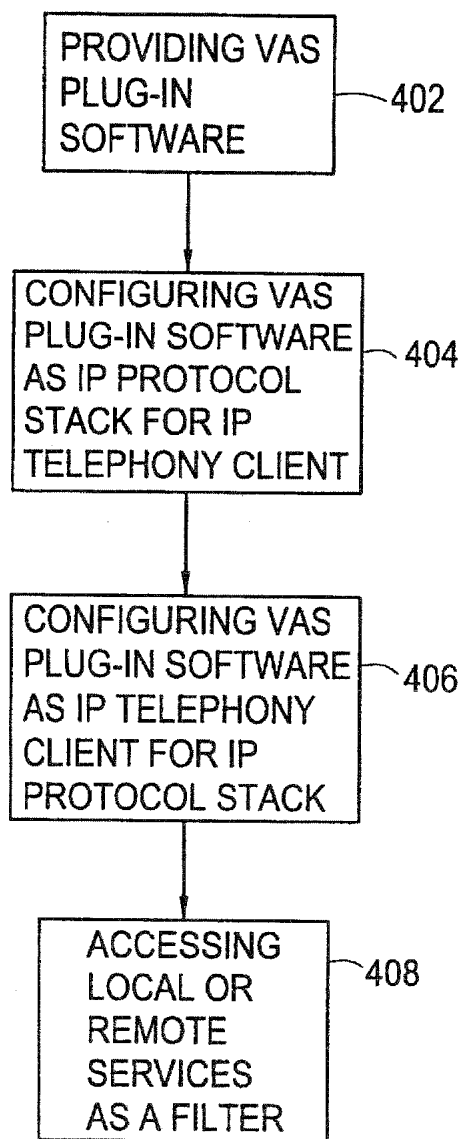 PROVIDING VAS
PLUG-IN
SOFTWARE
402
CONFIGURING VAS
PLUG-IN SOFTWARE
AS IP PROTOCOL
STACK FOR IP
TELEPHONY CLIENT
404
CONFIGURING VAS
PLUG-IN SOFTWARE
AS IP TELEPHONY
CLIENT FOR IP
PROTOCOL STACK
406
ACCESSING
LOCAL OR
REMOTE
SERVICES
AS A FILTER
408